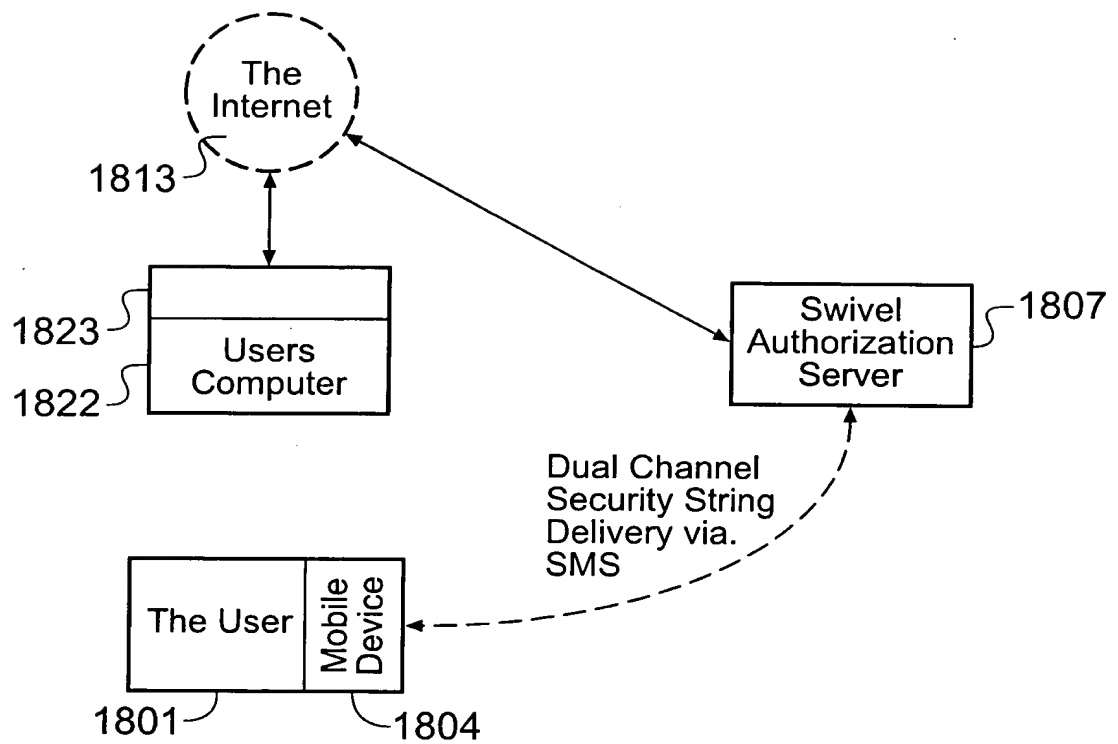 The
Internet
1813
1823
Users
Computer
1822
Swivel
Authorization
Server
1807
Dual Channel
Security String
Delivery via.
SMS
The User
Mobile
Device
1801
1804